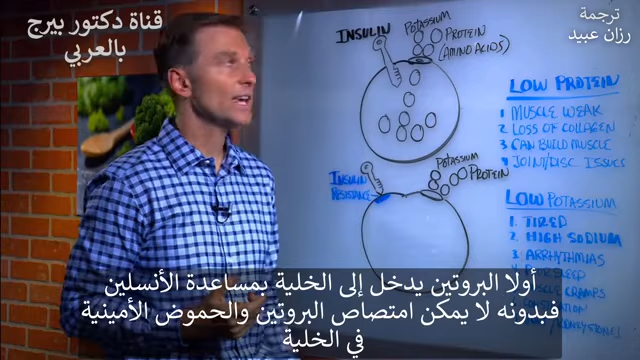 قناة دكتور بيرج
بالعربي
ترجمة
رزان عبيد
INSULIN
POTASSIUM
PROTEIN
(AMINO ACIDS)
LOW PROTEIN
1 MUSCLE WEAK
2 LOSS OF COLLAGEN
3 CAN BUILD MUSCLE
4 JOINT/DISC ISSUES
INSULIN
RESISTANCE
POTASSIUM
PROTEIN
LOW POTASSIUM
1. TIRED
2. HIGH SODIUM
3 ARRHYTHMIAS
أولا البروتين يدخل إلى الخلية بمساعدة الأنسلين
فبدونه لا يمكن امتصاص البروتين والحموض الأمينية
في الخلية